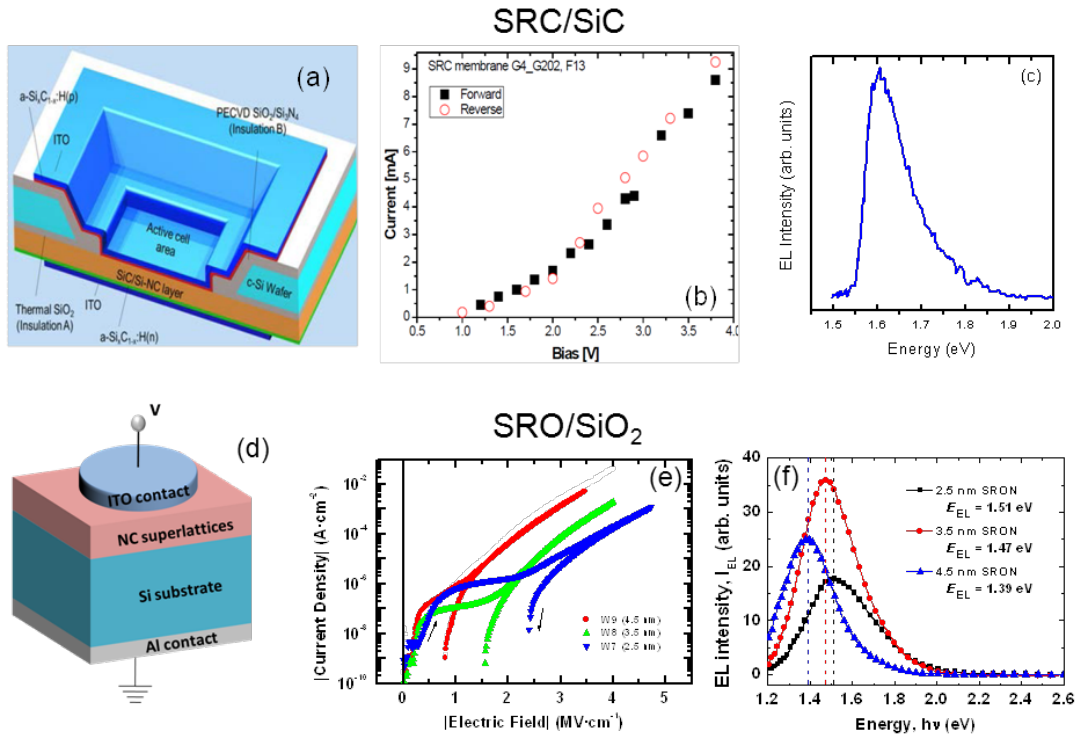 SRC/SiC
(a)
a-SiₓC₁₋ₓ:H(p)
ITO
PECVD SiO₂/Si₃N₄
(Insulation B)
Active cell
area
SiC/Si-NC layer
c-Si Wafer
Thermal SiO₂
(Insulation A)
ITO
a-SiₓC₁₋ₓ:H(n)
SRC membrane G4_G202, F13
Forward
Reverse
(b)
Current [mA]
9
8
7
6
5
4
3
2
1
0
0.5 1.0 1.5 2.0 2.5 3.0 3.5 4.0
Bias [V]
(c)
EL Intensity (arb. units)
1.5 1.6 1.7 1.8 1.9 2.0
Energy (eV)
SRO/SiO₂
(d)
V
ITO contact
NC superlattices
Si substrate
Al contact
(e)
|Current Density| (A·cm⁻²)
10⁻²
10⁻⁴
10⁻⁶
10⁻⁸
10⁻¹⁰
W9 (4.5 nm)
W8 (3.5 nm)
W7 (2.5 nm)
0 1 2 3 4 5
|Electric Field| (MV·cm⁻¹)
(f)
EL intensity, I_EL (arb. units)
40
30
20
10
0
2.5 nm SRON
E_EL = 1.51 eV
3.5 nm SRON
E_EL = 1.47 eV
4.5 nm SRON
E_EL = 1.39 eV
1.2 1.4 1.6 1.8 2.0 2.2 2.4 2.6
Energy, hν (eV)